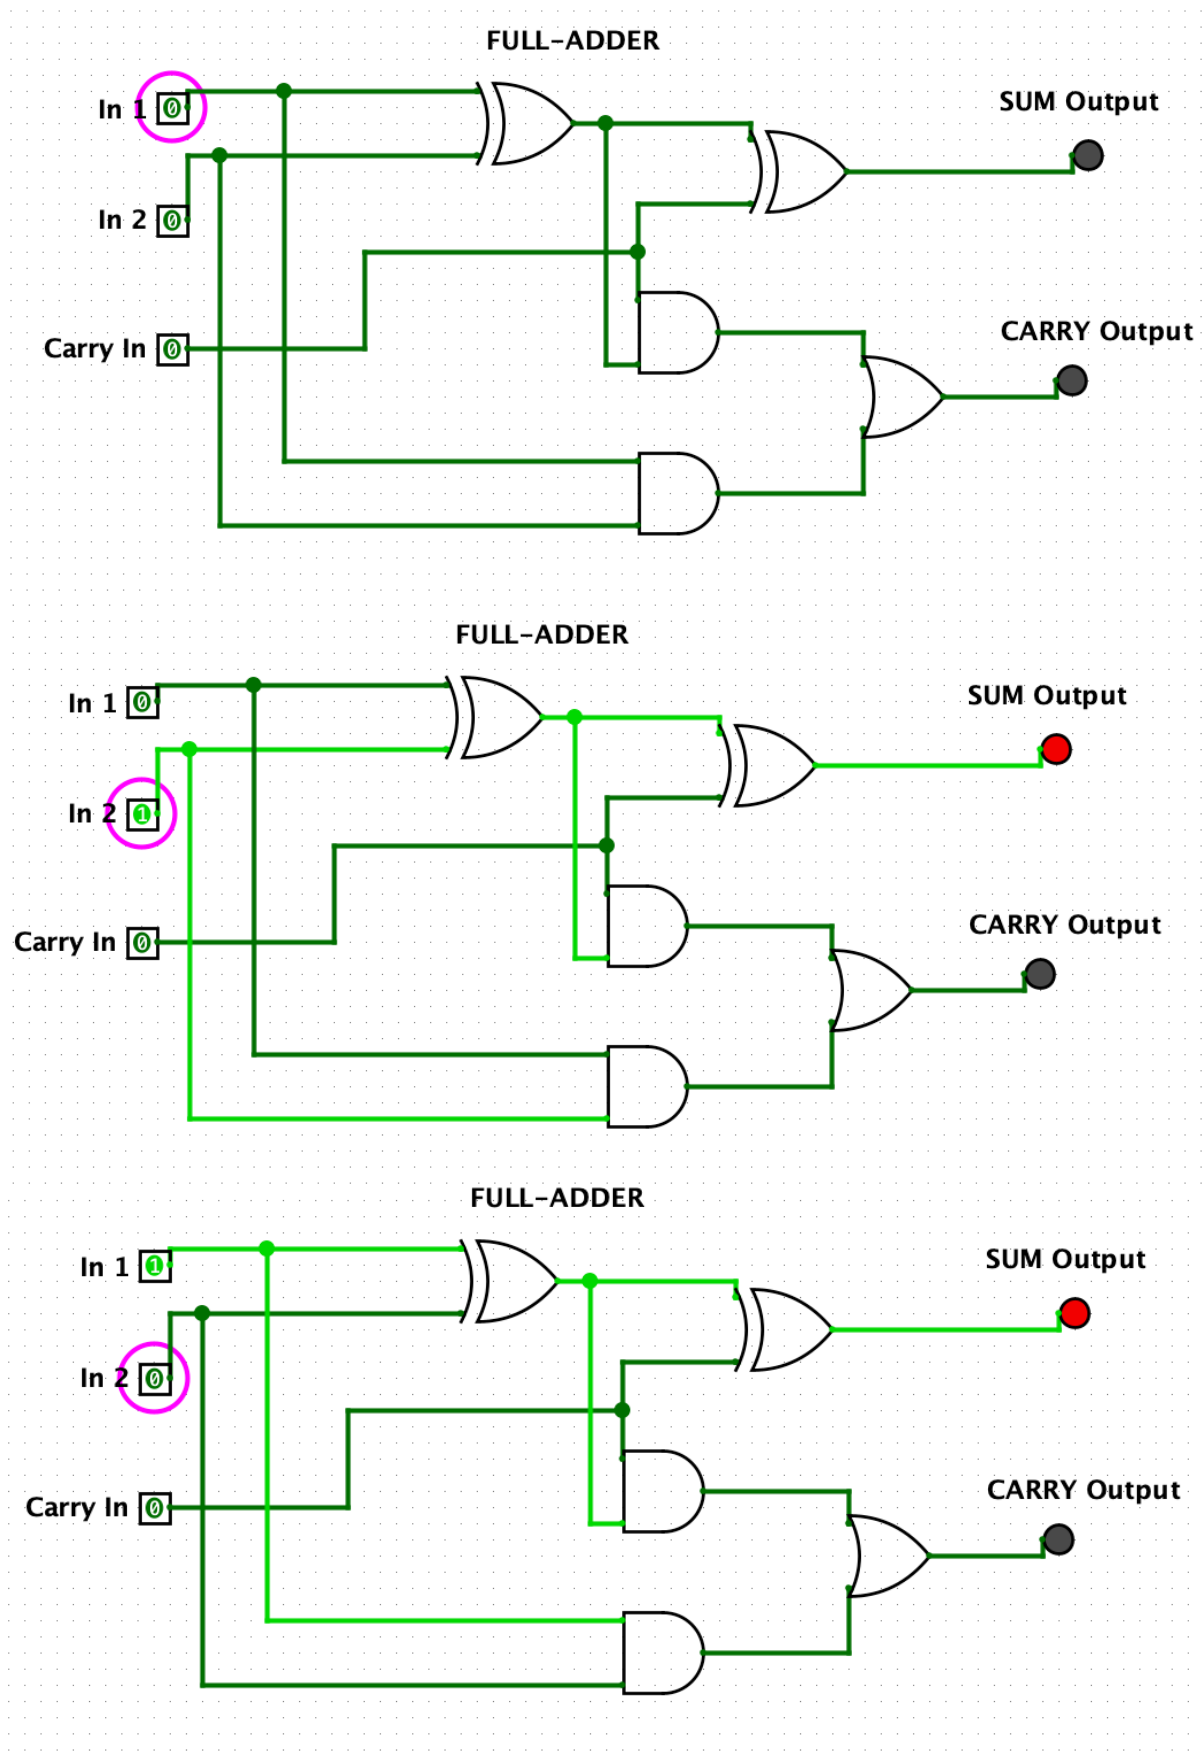 FULL-ADDER
SUM Output
In 1 0
In 2 0
CARRY Output
Carry In 0
FULL-ADDER
SUM Output
In 1 0
In 2 1
CARRY Output
Carry In 0
FULL-ADDER
SUM Output
In 1 1
In 2 0
CARRY Output
Carry In 0